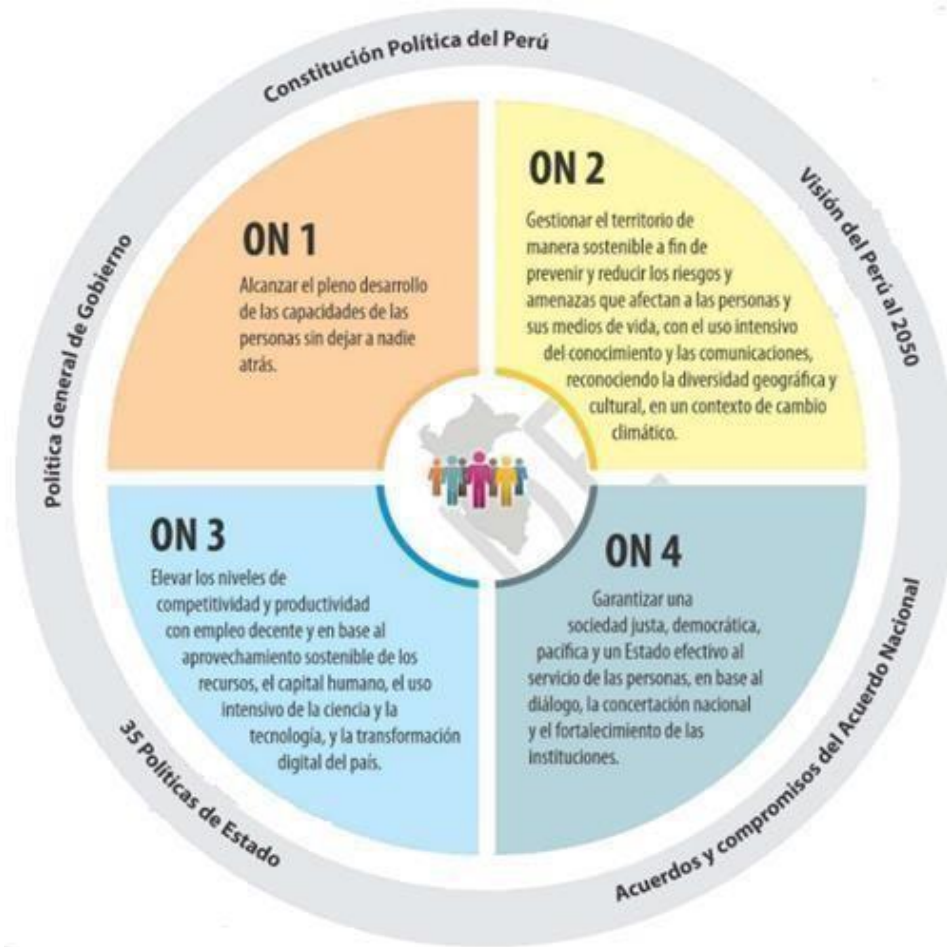 Constitución Política del Perú
Visión del Perú al 2050
Acuerdos y compromisos del Acuerdo Nacional
35 Políticas de Estado
Política General de Gobierno
ON 1
Alcanzar el pleno desarrollo
de las capacidades de las
personas sin dejar a nadie
atrás.
ON 2
Gestionar el territorio de
manera sostenible a fin de
prevenir y reducir los riesgos y
amenazas que afectan a las personas y
sus medios de vida, con el uso intensivo
del conocimiento y las comunicaciones,
reconociendo la diversidad geográfica y
cultural, en un contexto de cambio
climático.
ON 3
Elevar los niveles de
competitividad y productividad
con empleo decente y en base al
aprovechamiento sostenible de los
recursos, el capital humano, el uso
intensivo de la ciencia y la
tecnología, y la transformación
digital del país.
ON 4
Garantizar una
sociedad justa, democrática,
pacífica y un Estado efectivo al
servicio de las personas, en base al
diálogo, la concertación nacional
y el fortalecimiento de las
instituciones.